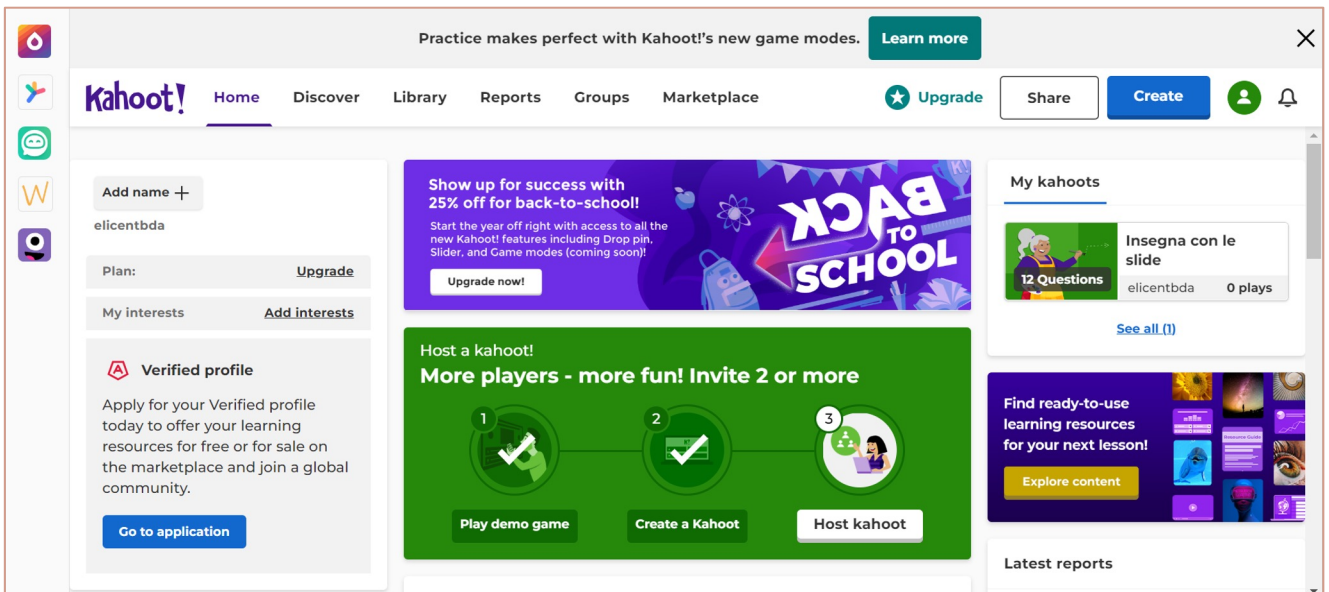 Practice makes perfect with Kahoot!'s new game modes.
Learn more
Kahoot!
Home
Discover
Library
Reports
Groups
Marketplace
Upgrade
Share
Create
Add name +
elicentbda
Plan:
Upgrade
My interests
Add interests
Verified profile
Apply for your Verified profile
today to offer your learning
resources for free or for sale on
the marketplace and join a global
community.
Go to application
Show up for success with
25% off for back-to-school!
Start the year off right with access to all the
new Kahoot! features including Drop pin,
Slider, and Game modes (coming soon)!
Upgrade now!
BACK
TO
SCHOOL
Host a kahoot!
More players - more fun! Invite 2 or more
1
2
3
Play demo game
Create a Kahoot
Host kahoot
My kahoots
12 Questions
Insegna con le
slide
elicentbda
0 plays
See all (1)
Find ready-to-use
learning resources
for your next lesson!
Explore content
Resource Guide
Latest reports